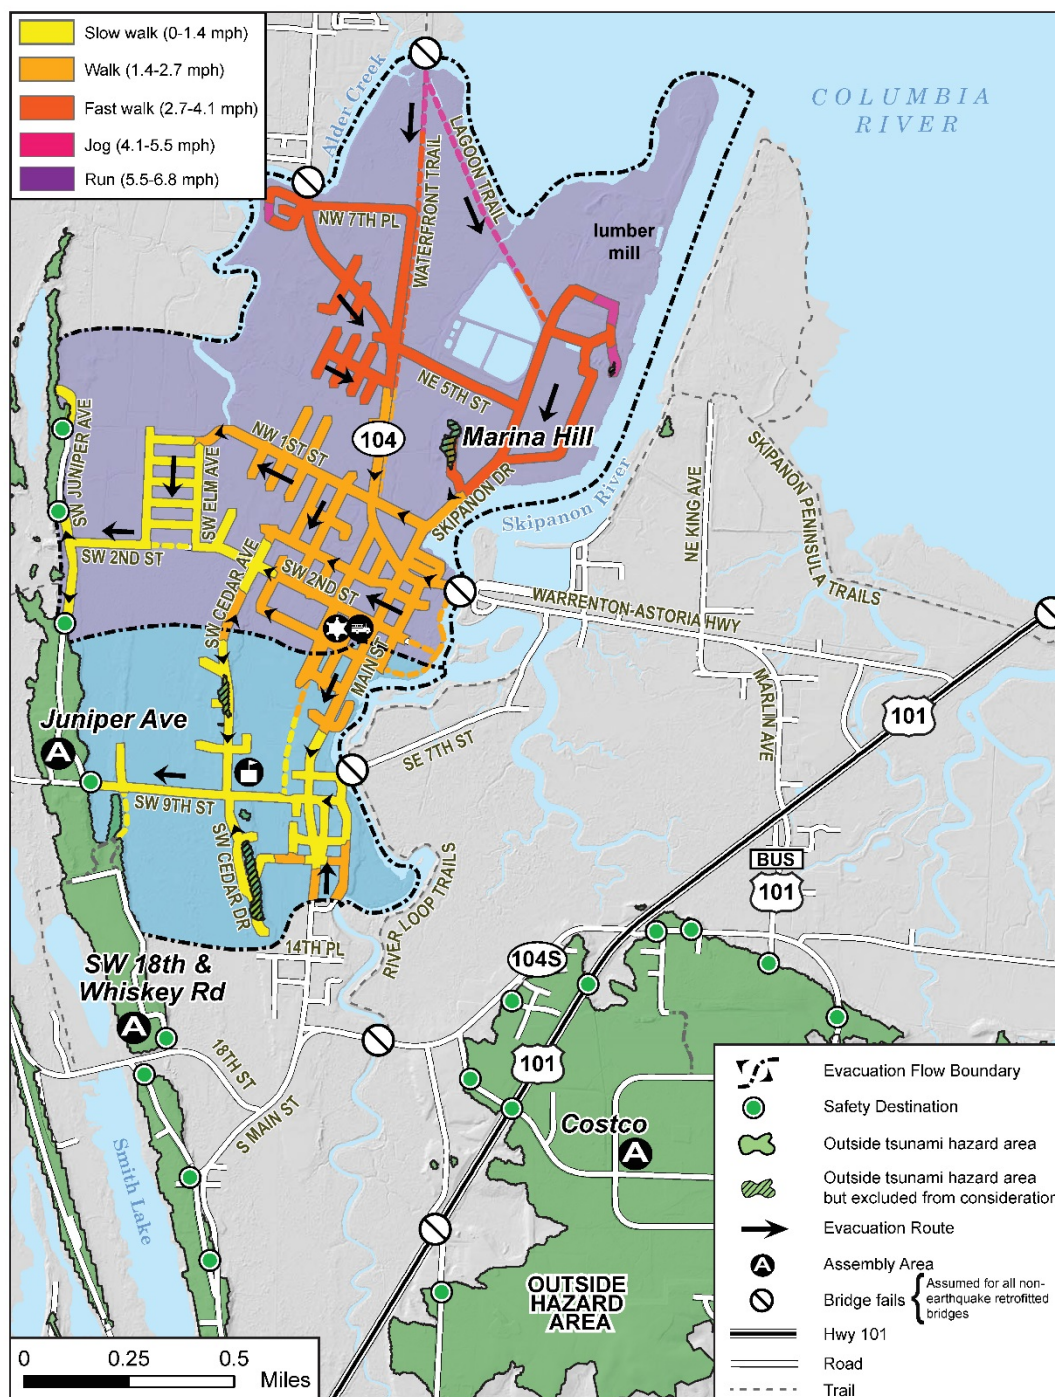 Slow walk (0-1.4 mph)
Walk (1.4-2.7 mph)
Fast walk (2.7-4.1 mph)
Jog (4.1-5.5 mph)
Run (5.5-6.8 mph)
COLUMBIA
RIVER
Alder Creek
LAGOON TRAIL
WATERFRONT TRAIL
NW 7TH PL
lumber
mill
NE 5TH ST
104
Marina Hill
NW 1ST ST
SKIPANON DR
Skipanon River
SW JUNIPER AVE
SW ELM AVE
SW 2ND ST
SW CEDAR AVE
SW 2ND ST
MAIN ST
NE KING AVE
SKIPANON PENINSULA TRAILS
WARRENTON-ASTORIA HWY
MARLIN AVE
101
Juniper Ave
A
SE 7TH ST
SW 9TH ST
SW CEDAR DR
BUS
101
RIVER LOOP TRAILS
14TH PL
104S
SW 18th &
Whiskey Rd
A
18TH ST
S MAIN ST
101
Costco
A
Smith Lake
OUTSIDE
HAZARD
AREA
Evacuation Flow Boundary
Safety Destination
Outside tsunami hazard area
Outside tsunami hazard area
but excluded from consideration
Evacuation Route
A
Assembly Area
Bridge fails
Assumed for all non-
earthquake retrofitted
bridges
Hwy 101
Road
Trail
0 0.25 0.5
Miles